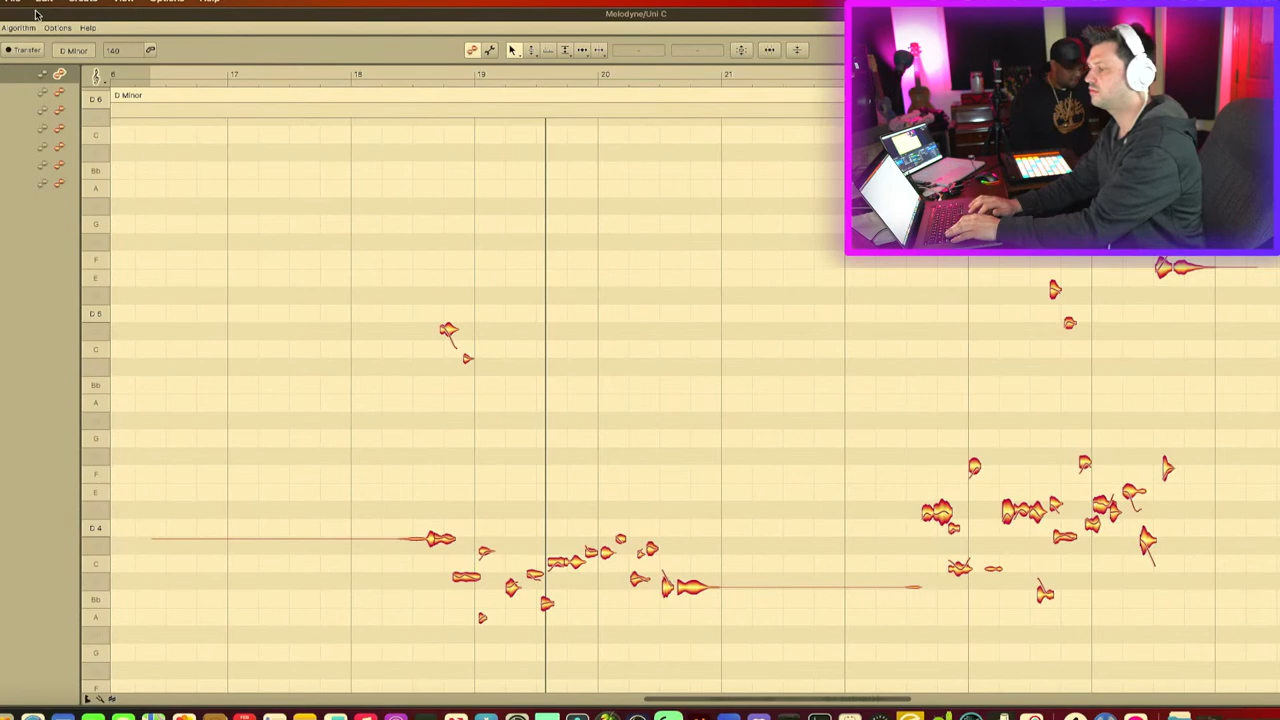 Melodyne/Uni C
Algorithm Options Help
Transfer D Minor 140
6 17 18 19 20 21
D 6 D Minor
C
Bb
A
G
F
E
D 5
C
Bb
A
G
F
E
D 4
C
Bb
A
G
F